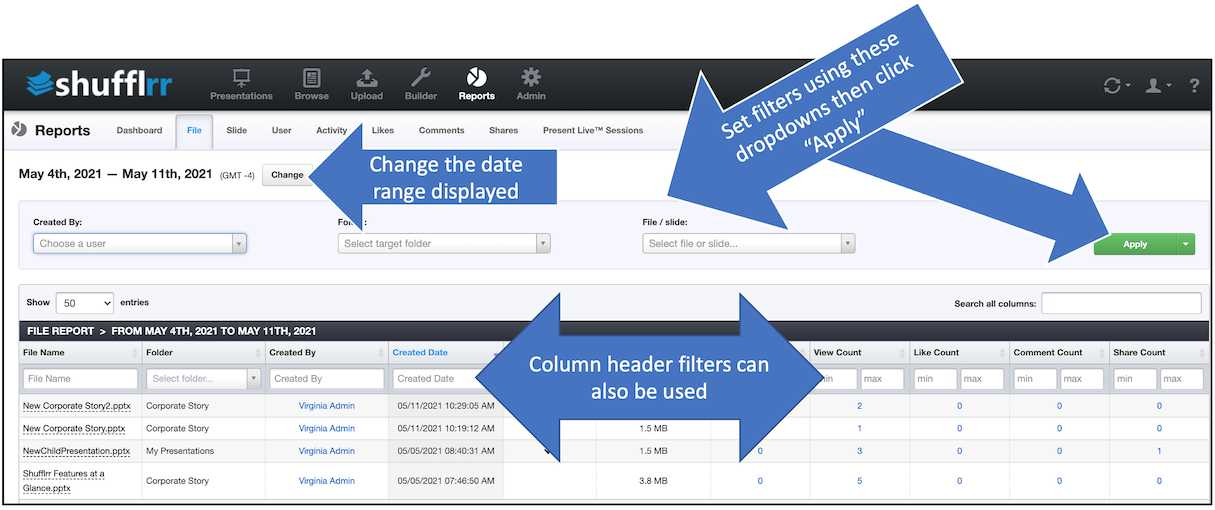 shufflrr
Presentations Browse Upload Builder Reports Admin ?
Set filters using these
dropdowns then click
“Apply”
Reports Dashboard File Slide User Activity Likes Comments Shares Present Live™ Sessions
May 4th, 2021 — May 11th, 2021 (GMT -4) Change
Change the date
range displayed
Created By: File / slide:
Choose a user Select target folder Select file or slide... Apply
Show 50 entries Search all columns:
FILE REPORT > FROM MAY 4TH, 2021 TO MAY 11TH, 2021
File Name Folder Created By Created Date View Count Like Count Comment Count Share Count
File Name Select folder... Created By Created Date max min max min max min max
Column header filters can
also be used
New Corporate Story2.pptx Corporate Story Virginia Admin 05/11/2021 10:29:05 AM 2 0 0 0
New Corporate Story.pptx Corporate Story Virginia Admin 05/11/2021 10:19:12 AM 1.5 MB 1 0 0 0
NewChildPresentation.pptx My Presentations Virginia Admin 05/05/2021 08:40:31 AM 1.5 MB 0 3 0 0 1
Shufflrr Features at a
Glance.pptx Corporate Story Virginia Admin 05/05/2021 07:46:50 AM 3.8 MB 0 5 0 0 0